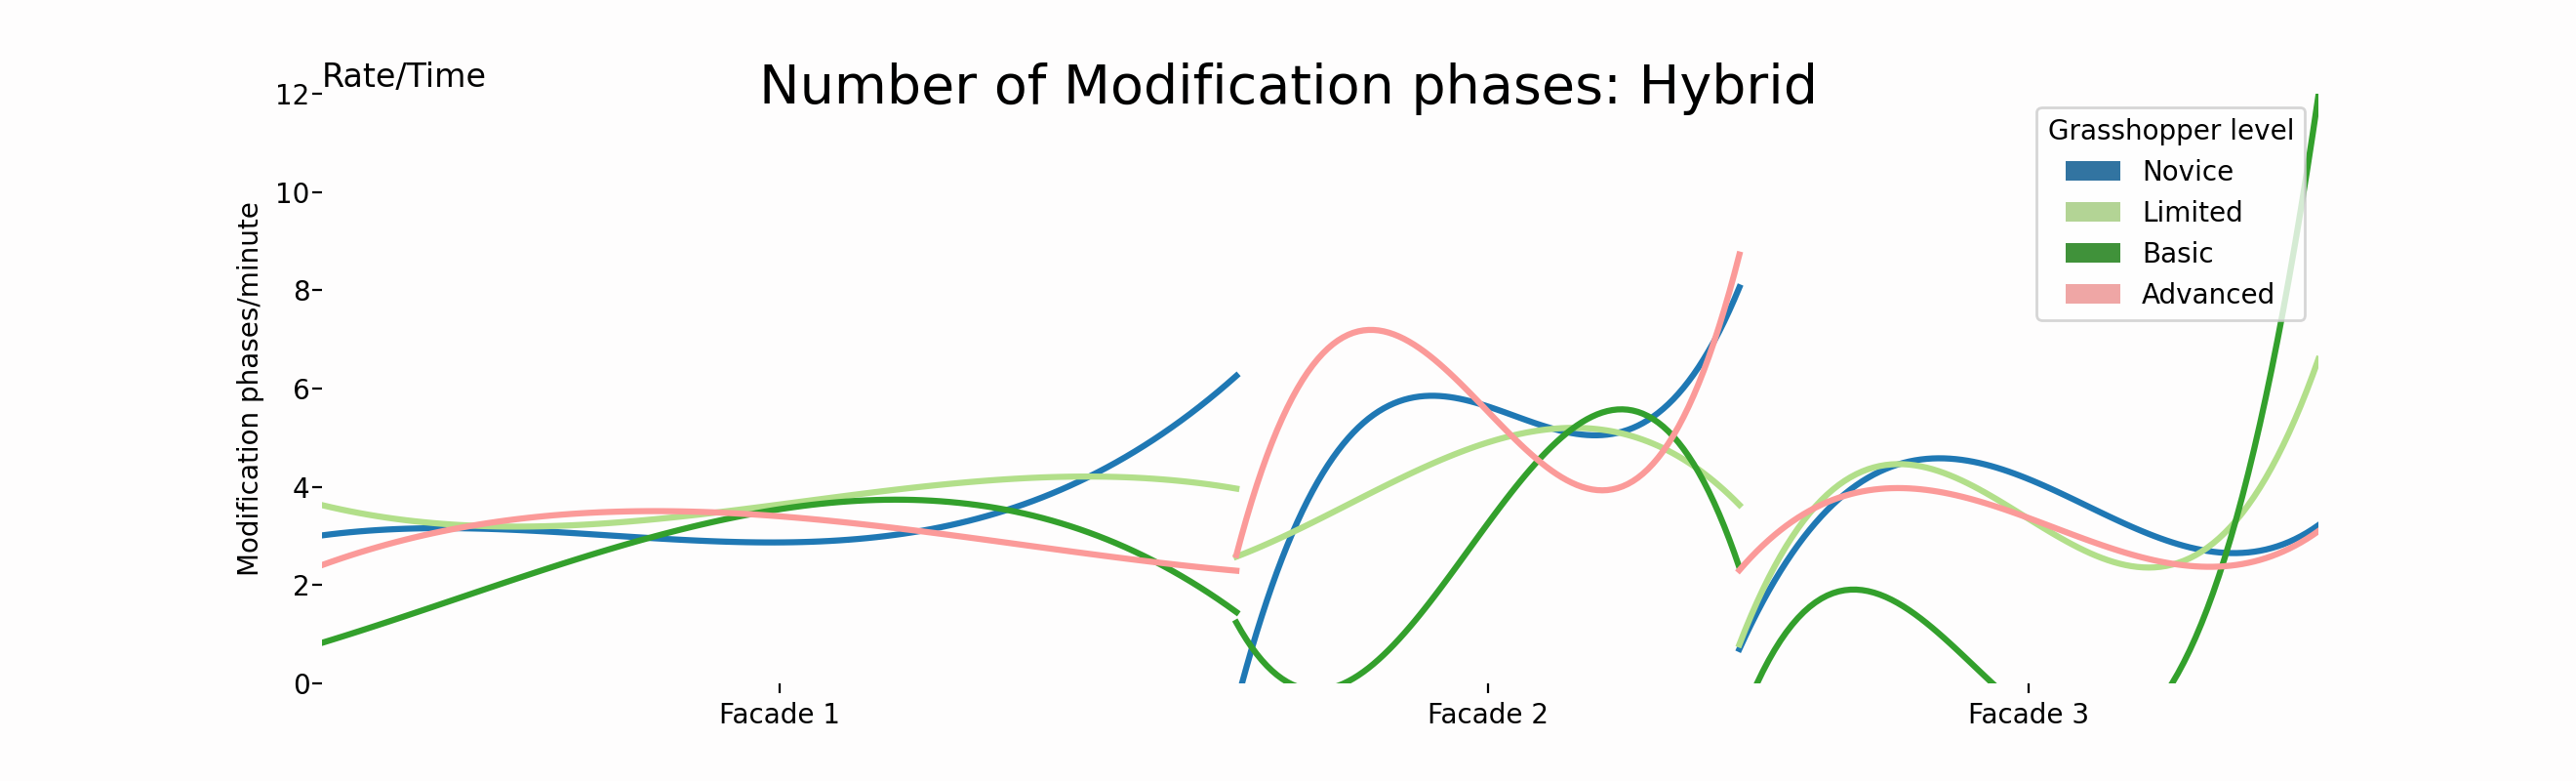 Number of Modification phases: Hybrid
Rate/Time
Modification phases/minute
12
10
8
6
4
2
0
Facade 1
Facade 2
Facade 3
Grasshopper level
Novice
Limited
Basic
Advanced